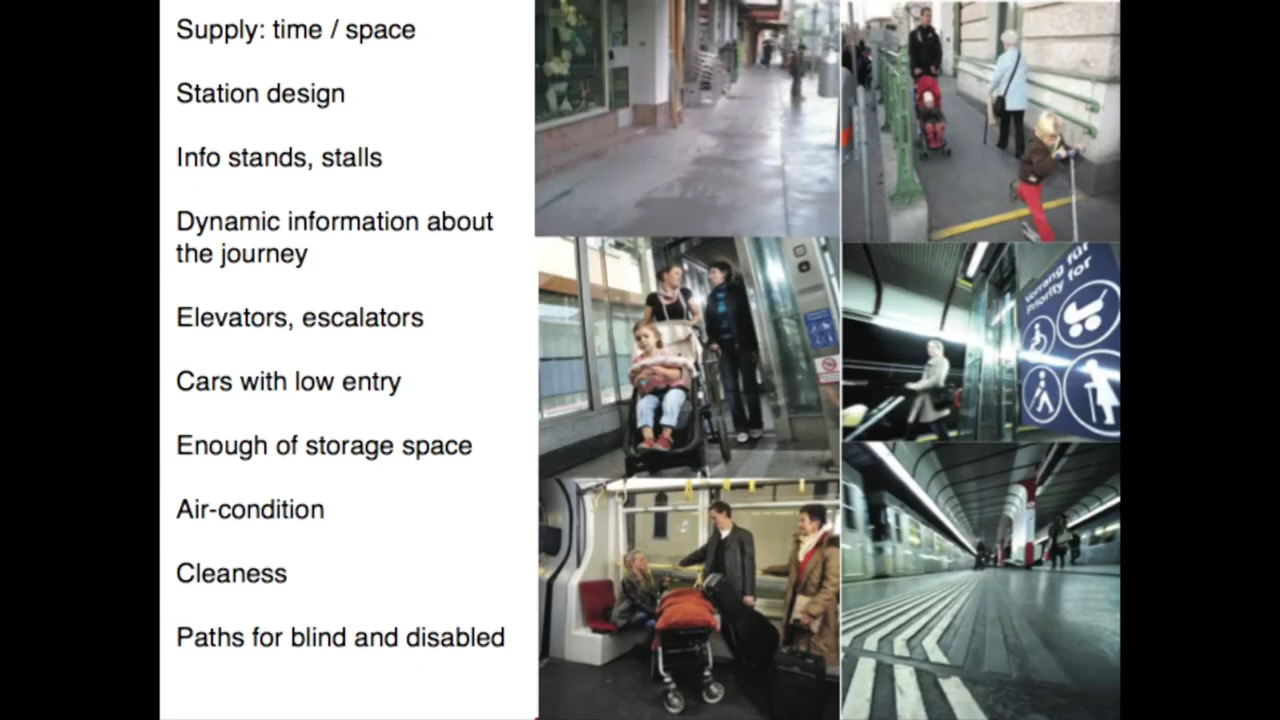 Supply: time / space
Station design
Info stands, stalls
Dynamic information about
the journey
Elevators, escalators
Cars with low entry
Enough of storage space
Air-condition
Cleaness
Paths for blind and disabled
Vorrang für
Priority for